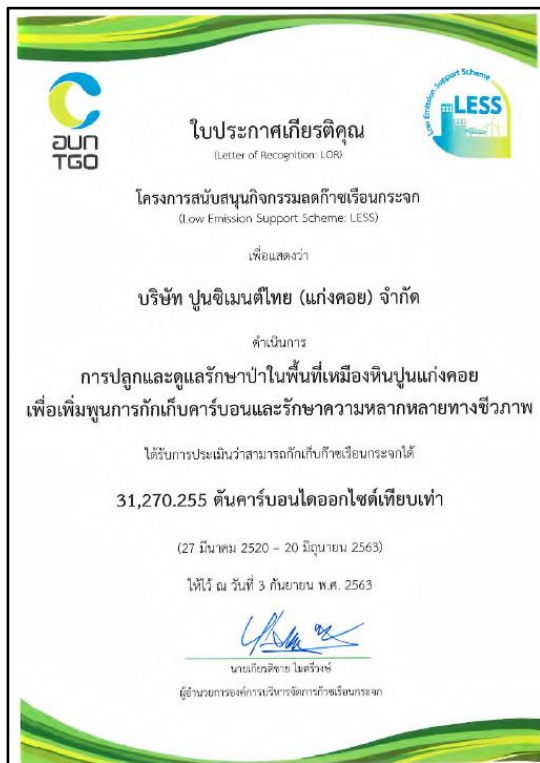 อบก
TGO
Low Emission Support Scheme
LESS
ใบประกาศเกียรติคุณ
(Letter of Recognition: LOR)
โครงการสนับสนุนกิจกรรมลดก๊าซเรือนกระจก
(Low Emission Support Scheme: LESS)
เพื่อแสดงว่า
บริษัท ปูนซิเมนต์ไทย (แก่งคอย) จำกัด
ดำเนินการ
การปลูกและดูแลรักษาป่าในพื้นที่เหมืองหินปูนแก่งคอย
เพื่อเพิ่มพูนการกักเก็บคาร์บอนและรักษาความหลากหลายทางชีวภาพ
ได้รับการประเมินว่าสามารถกักเก็บก๊าซเรือนกระจกได้
31,270.255 ตันคาร์บอนไดออกไซด์เทียบเท่า
(27 มีนาคม 2520 – 20 มิถุนายน 2563)
ให้ไว้ ณ วันที่ 3 กันยายน พ.ศ. 2563
นายเกียรติชาย ไมตรีวงษ์
ผู้อำนวยการองค์การบริหารจัดการก๊าซเรือนกระจก